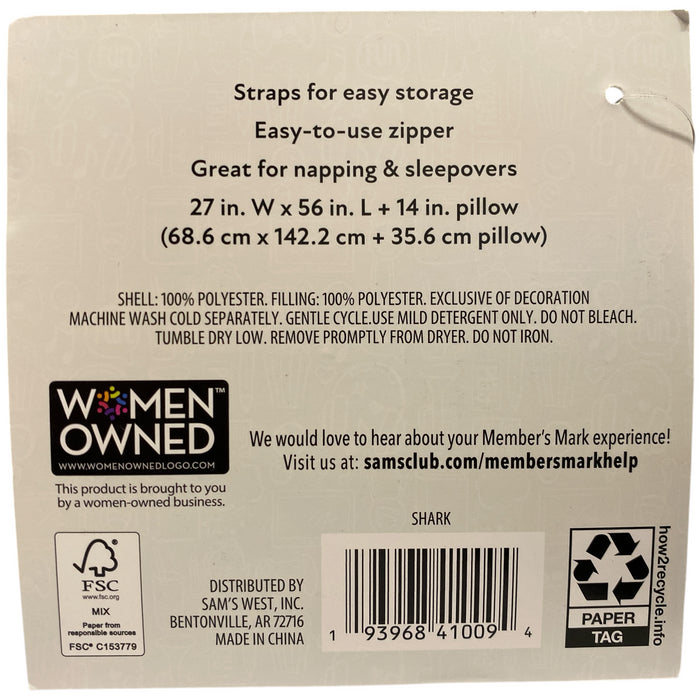 Straps for easy storage
Easy-to-use zipper
Great for napping & sleepovers
27 in. W x 56 in. L + 14 in. pillow
(68.6 cm x 142.2 cm + 35.6 cm pillow)
SHELL: 100% POLYESTER. FILLING: 100% POLYESTER. EXCLUSIVE OF DECORATION
MACHINE WASH COLD SEPARATELY. GENTLE CYCLE.USE MILD DETERGENT ONLY. DO NOT BLEACH.
TUMBLE DRY LOW. REMOVE PROMPTLY FROM DRYER. DO NOT IRON.
WOMEN™
OWNED
WWW.WOMENOWNEDLOGO.COM
This product is brought to you
by a women-owned business.
We would love to hear about your Member's Mark experience!
Visit us at: samsclub.com/membersmarkhelp
FSC
www.fsc.org
MIX
Paper from
responsible sources
FSC® C153779
DISTRIBUTED BY
SAM'S WEST, INC.
BENTONVILLE, AR 72716
MADE IN CHINA
SHARK
1 93968 41009 4
PAPER
TAG
how2recycle.info